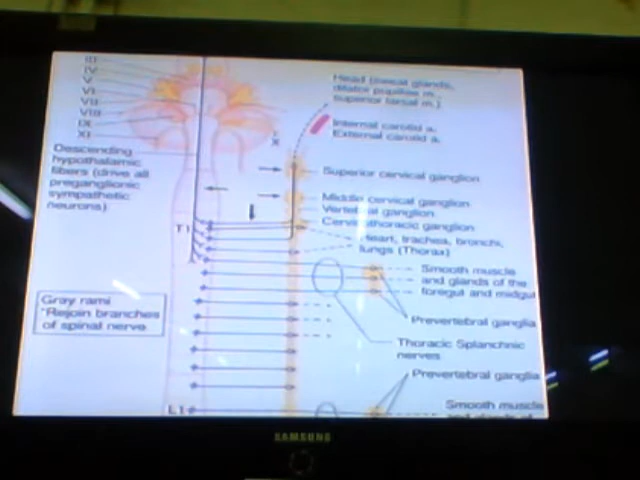 III
IV
V
VI
VII
VIII
IX
XI
X
Descending
hypothalamic
fibers (drive all
preganglionic
sympathetic
neurons)
T1
Gray rami
*Rejoin branches
of spinal nerve
L1
Head (sweat glands,
dilator pupillae m.,
superior tarsal m.)
Internal carotid a.
External carotid a.
Superior cervical ganglion
Middle cervical ganglion
Vertebral ganglion
Cervicothoracic ganglion
Heart, trachea, bronchi,
lungs (Thorax)
Smooth muscle
and glands of the
foregut and midgut
Prevertebral ganglia
Thoracic Splanchnic
nerves
Prevertebral ganglia
Smooth muscle
and glands of
SAMSUNG